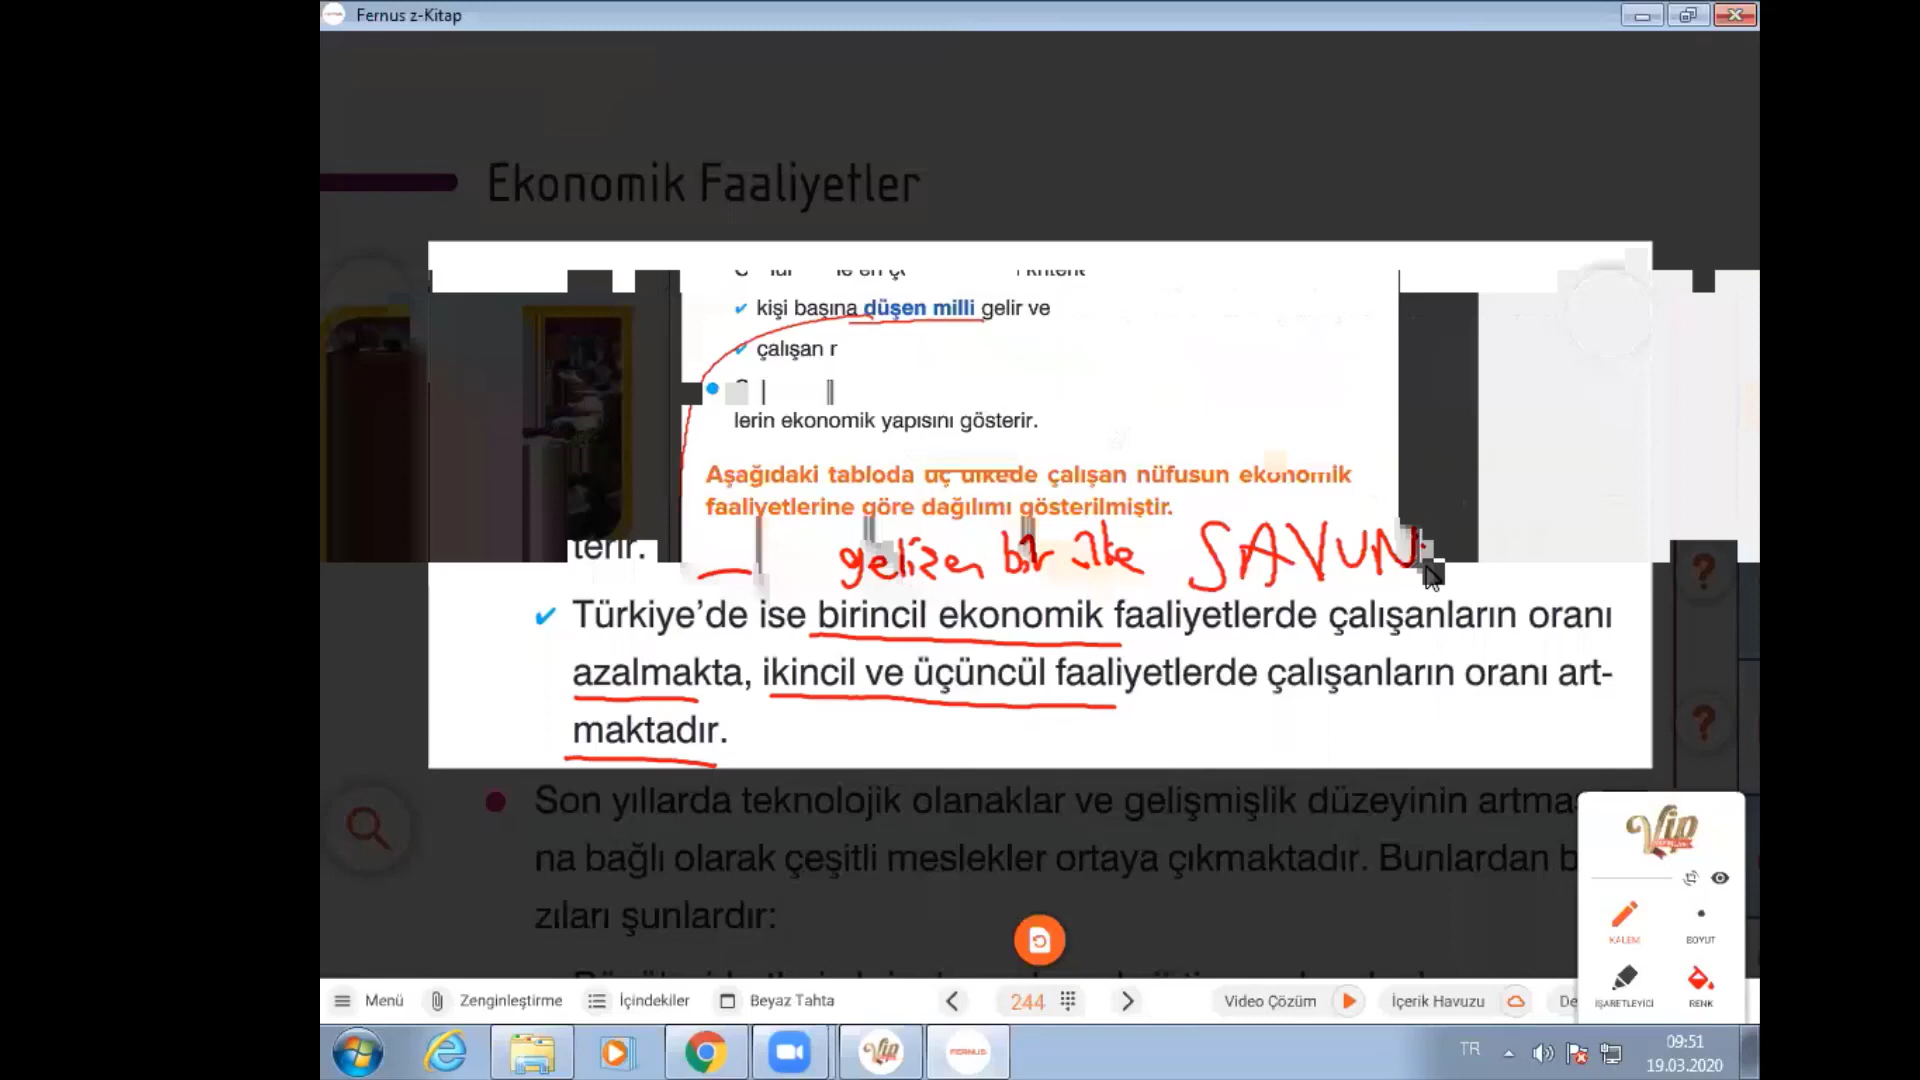 Fernus z-Kitap
Ekonomik Faaliyetler
✔ kişi başına düşen milli gelir ve
✔ çalışan
lerin ekonomik yapısını gösterir.
Aşağıdaki tabloda üç ülkede çalışan nüfusun ekonomik
faaliyetlerine göre dağılımı gösterilmiştir.
terir.
gelişen bir ülke SAVUN
✔ Türkiye’de ise birincil ekonomik faaliyetlerde çalışanların oranı
azalmakta, ikincil ve üçüncül faaliyetlerde çalışanların oranı art-
maktadır.
• Son yıllarda teknolojik olanaklar ve gelişmişlik düzeyinin
na bağlı olarak çeşitli meslekler ortaya çıkmaktadır. Bunlardan
zıları şunlardır:
Vip
KALEM
BOYUT
İŞARETLEYİCİ
RENK
Menü
Zenginleştirme
İçindekiler
Beyaz Tahta
244
Video Çözüm
İçerik Havuzu
De
Vip
FERNUS
TR
09:51
19.03.2020